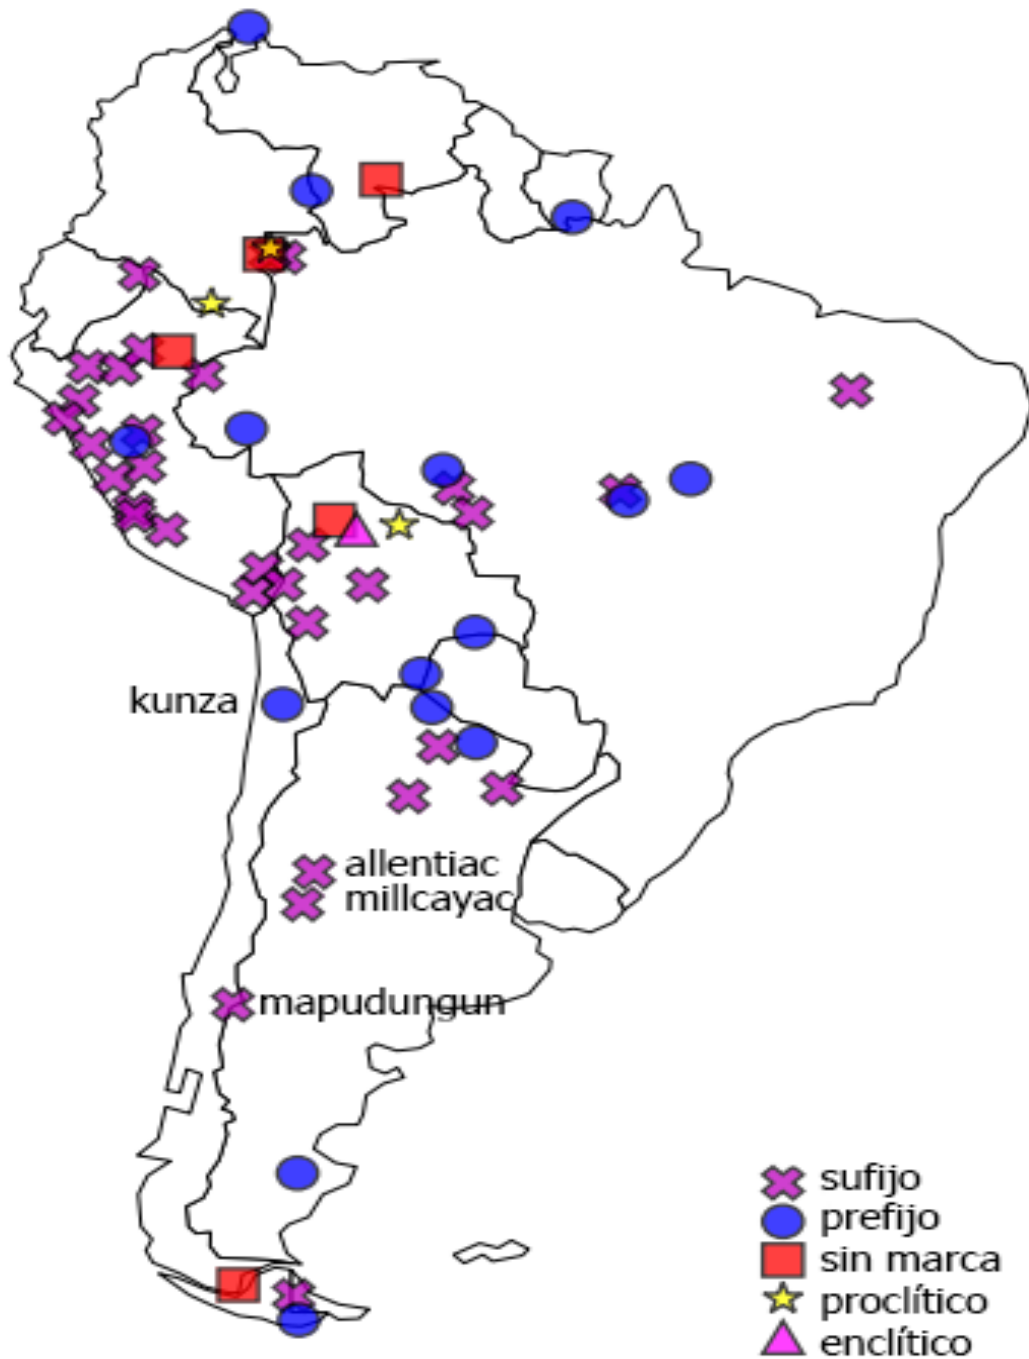 kunza
allentiac
millcayac
mapudungun
sufijo
prefijo
sin marca
proclítico
enclítico